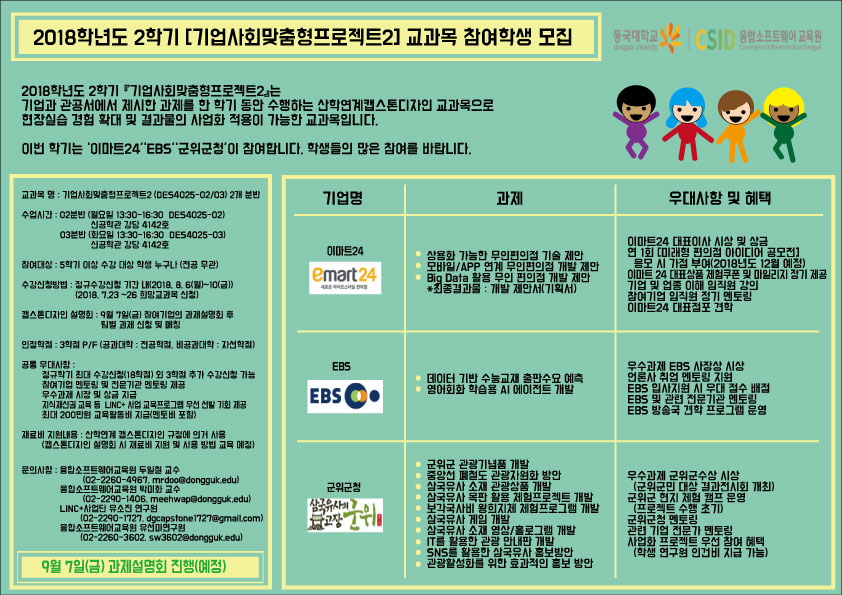 2018학년도 2학기 [기업사회맞춤형프로젝트2] 교과목 참여학생 모집
동국대학교
dongguk university
CSID 융합소프트웨어교육원
Convergence Software Institute Dongguk
2018학년도 2학기 『기업사회맞춤형프로젝트2』는
기업과 관공서에서 제시한 과제를 한 학기 동안 수행하는 산학연계캡스톤디자인 교과목으로
현장실습 경험 확대 및 결과물의 사업화 적용이 가능한 교과목입니다.
이번 학기는 '이마트24''EBS''군위군청'이 참여합니다. 학생들의 많은 참여를 바랍니다.
교과목 명 : 기업사회맞춤형프로젝트2 (DES4025-02/03) 2개 분반
수업시간 : 02분반 (월요일 13:30-16:30 DES4025-02)
신공학관 강당 4142호
03분반 (화요일 13:30-16:30 DES4025-03)
신공학관 강당 4142호
참여대상 : 5학기 이상 수강 대상 학생 누구나 (전공 무관)
수강신청방법 : 정규수강신청 기간 내(2018. 8. 6(월)~10(금))
(2018. 7.23 ~26 희망교과목 신청)
캡스톤디자인 설명회 : 9월 7일(금) 참여기업의 과제설명회 후
팀별 과제 신청 및 매칭
인정학점 : 3학점 P/F (공과대학 : 전공학점, 비공과대학 : 자선학점)
공통 우대사항 :
정규학기 최대 수강신청(18학점) 외 3학점 추가 수강신청 가능
참여기업 멘토링 및 전문기관 멘토링 제공
우수과제 시장 및 상금 지급
지식재산권 교육 등 LINC+ 사업 교육프로그램 우선 선발 기회 제공
최대 200만원 교육활동비 지급(멘토비 포함)
재료비 지원내용 : 산학연계 캡스톤디자인 규정에 의거 사용
(캡스톤디자인 설명회 시 재료비 지원 및 사용 방법 교육 예정)
문의사항 : 융합소프트웨어교육원 두일철 교수
(02-2260-4967, mrdoo@dongguk.edu)
융합소프트웨어교육원 박미화 교수
(02-2290-1406, meehwap@dongguk.edu)
LINC+사업단 유소진 연구원
(02-2290-1727, dgcapstone1727@gmail.com)
융합소프트웨어교육원 유선미연구원
(02-2260-3602, sw3602@dongguk.edu)
9월 7일(금) 과제설명회 진행(예정)
기업명 과제 우대사항 및 혜택
이마트24
emart24
새로운 라이프스타일 편의점
상용화 가능한 무인편의점 기술 제안
모바일/APP 연계 무인편의점 개발 제안
Big Data 활용 무인 편의점 개발 제안
*최종결과물 : 개발 제안서(기획서)
이마트24 대표이사 시상 및 상금
연 1회 [미래형 편의점 아이디어 공모전]
응모 시 가점 부여(2018년도 12월 예정)
이마트 24 대표상품 체험쿠폰 및 마일리지 정기 제공
기업 및 업종 이해 임직원 강의
참여기업 임직원 정기 멘토링
이마트24 대표점포 견학
EBS
EBS
데이터 기반 수능교재 출판수요 예측
영어회화 학습용 AI 에이전트 개발
우수과제 EBS 사장상 시상
언론사 취업 멘토링 지원
EBS 입사지원 시 우대 점수 배점
EBS 및 관련 전문기관 멘토링
EBS 방송국 견학 프로그램 운영
군위군청
삼국유사의
고장 군위
군위군 관광기념품 개발
중앙선 폐철도 관광자원화 방안
삼국유사 소재 관광상품 개발
삼국유사 목판 활용 체험프로젝트 개발
보각국사비 왕희지체 체험프로그램 개발
삼국유사 게임 개발
삼국유사 소재 영상/홀로그램 개발
IT를 활용한 관광 안내판 개발
SNS를 활용한 삼국유사 홍보방안
관광활성화를 위한 효과적인 홍보 방안
우수과제 군위군수상 시상
(군위군민 대상 결과전시회 개최)
군위군 현지 체험 캠프 운영
(프로젝트 수행 초기)
군위군청 멘토링
관련 기업 전문가 멘토링
사업화 프로젝트 우선 참여 혜택
(학생 연구원 인건비 지급 가능)